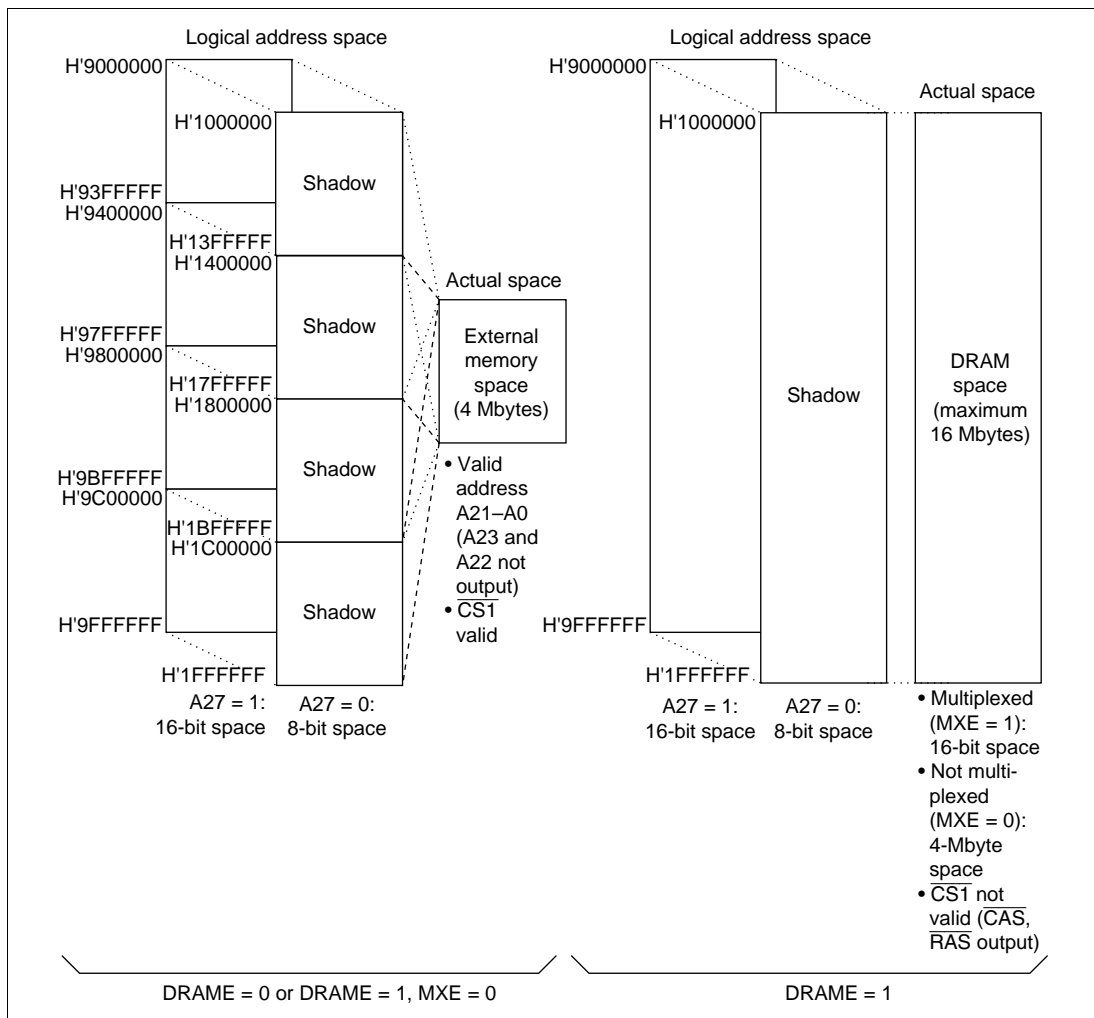 Logical address space
H'9000000
H'1000000
Shadow
H'93FFFFF
H'9400000
H'13FFFFF
H'1400000
Shadow
H'97FFFFF
H'9800000
H'17FFFFF
H'1800000
Shadow
H'9BFFFFF
H'9C00000
H'1BFFFFF
H'1C00000
Shadow
H'9FFFFFF
H'1FFFFFF
A27 = 1:
16-bit space
A27 = 0:
8-bit space
Actual space
External
memory
space
(4 Mbytes)
• Valid
address
A21–A0
(A23 and
A22 not
output)
• CS1
valid
DRAME = 0 or DRAME = 1, MXE = 0
Logical address space
H'9000000
H'1000000
Shadow
H'9FFFFFF
H'1FFFFFF
A27 = 1:
16-bit space
A27 = 0:
8-bit space
Actual space
DRAM
space
(maximum
16 Mbytes)
• Multiplexed
(MXE = 1):
16-bit space
• Not multi-
plexed
(MXE = 0):
4-Mbyte
space
• CS1 not
valid (CAS,
RAS output)
DRAME = 1